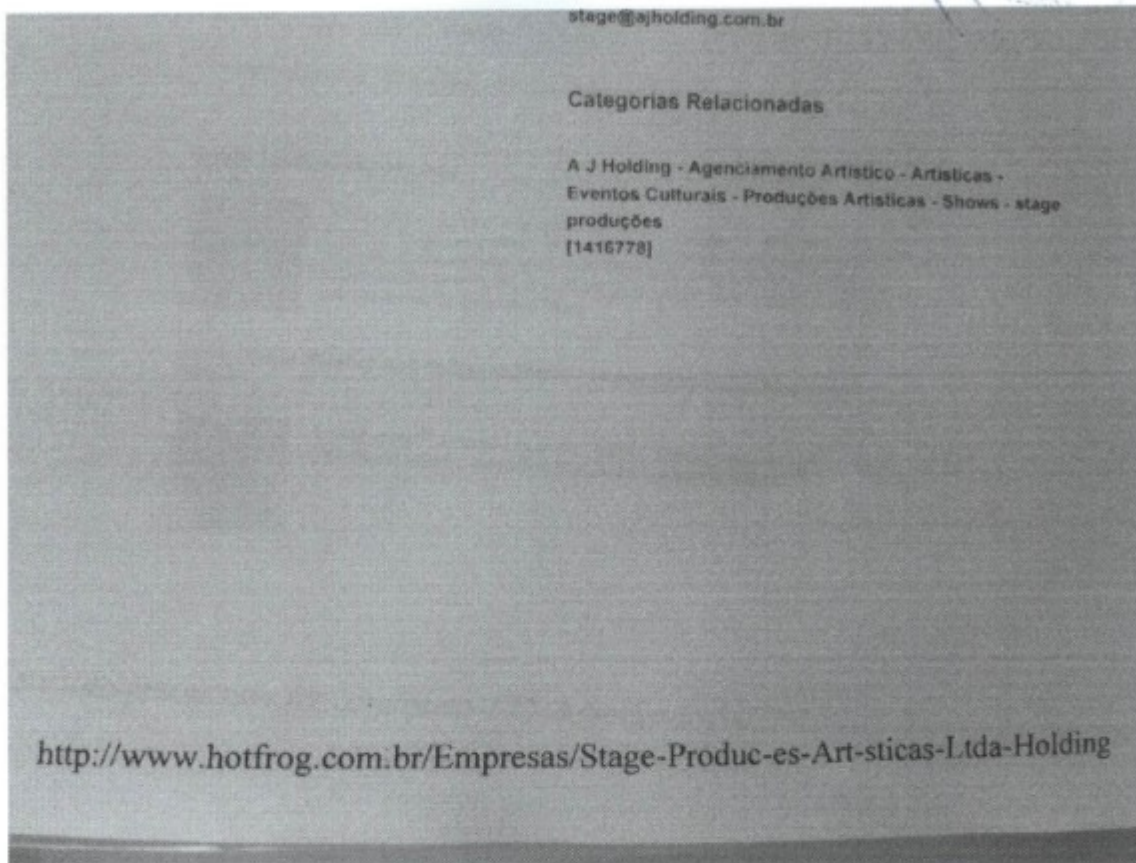 stage@ajholding.com.br
Categorias Relacionadas
A J Holding - Agenciamento Artístico - Artisticas -
Eventos Culturais - Produções Artisticas - Shows - stage
produções
[1416778]
http://www.hotfrog.com.br/Empresas/Stage-Produc-es-Art-sticas-Ltda-Holding